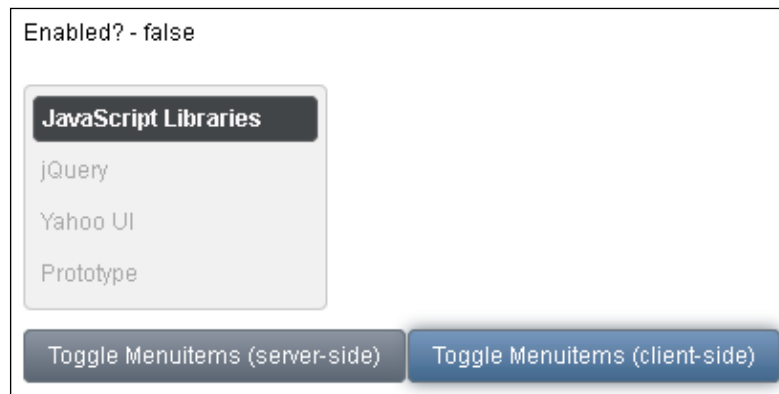 Enabled? - false
JavaScript Libraries
jQuery
Yahoo UI
Prototype
Toggle Menuitems (server-side) Toggle Menuitems (client-side)